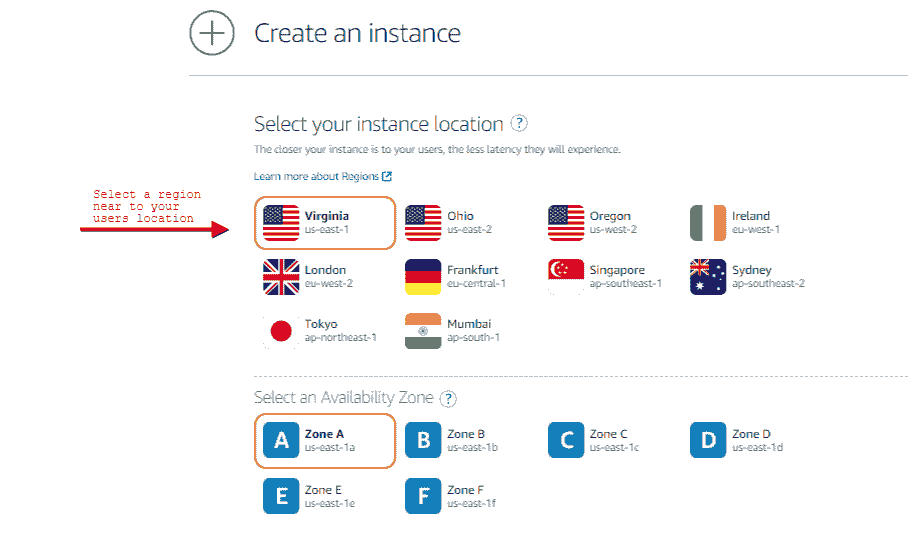 Create an instance
Select your instance location ?
The closer your instance is to your users, the less latency they will experience.
Learn more about Regions
Select a region
near to your
users location
Virginia
us-east-1
Ohio
us-east-2
Oregon
us-west-2
Ireland
eu-west-1
London
eu-west-2
Frankfurt
eu-central-1
Singapore
ap-southeast-1
Sydney
ap-southeast-2
Tokyo
ap-northeast-1
Mumbai
ap-south-1
Select an Availability Zone ?
A
Zone A
us-east-1a
B
Zone B
us-east-1b
C
Zone C
us-east-1c
D
Zone D
us-east-1d
E
Zone E
us-east-1e
F
Zone F
us-east-1f